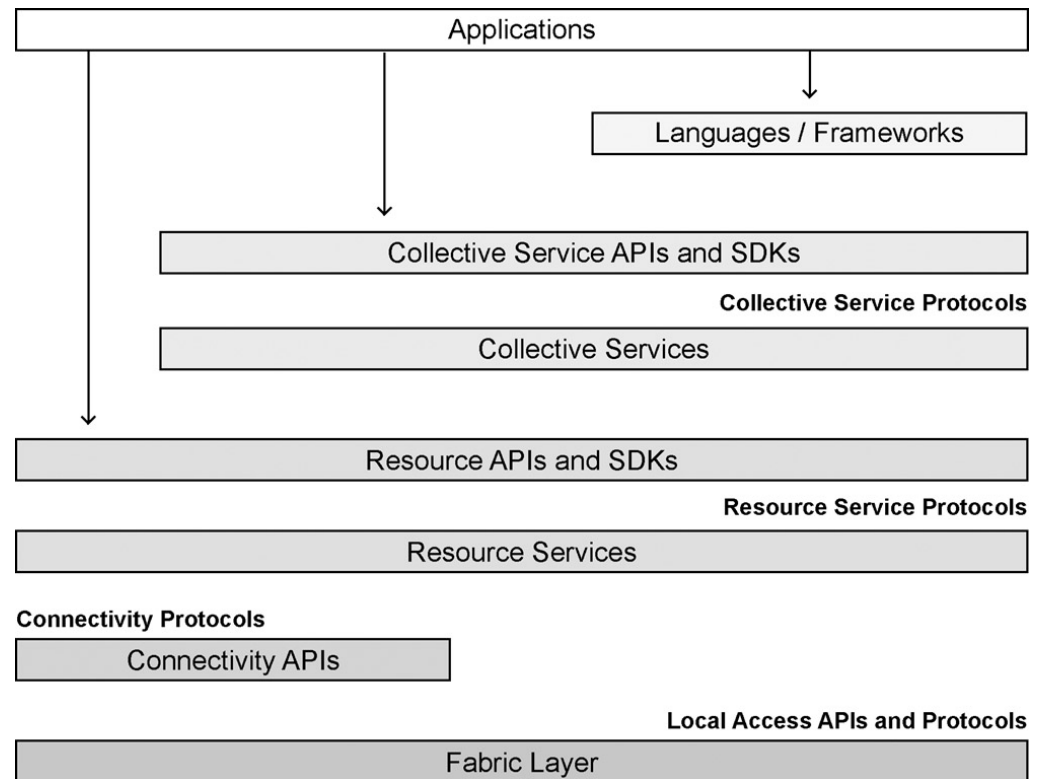 Applications
Languages / Frameworks
Collective Service APIs and SDKs
Collective Service Protocols
Collective Services
Resource APIs and SDKs
Resource Service Protocols
Resource Services
Connectivity Protocols
Connectivity APIs
Local Access APIs and Protocols
Fabric Layer